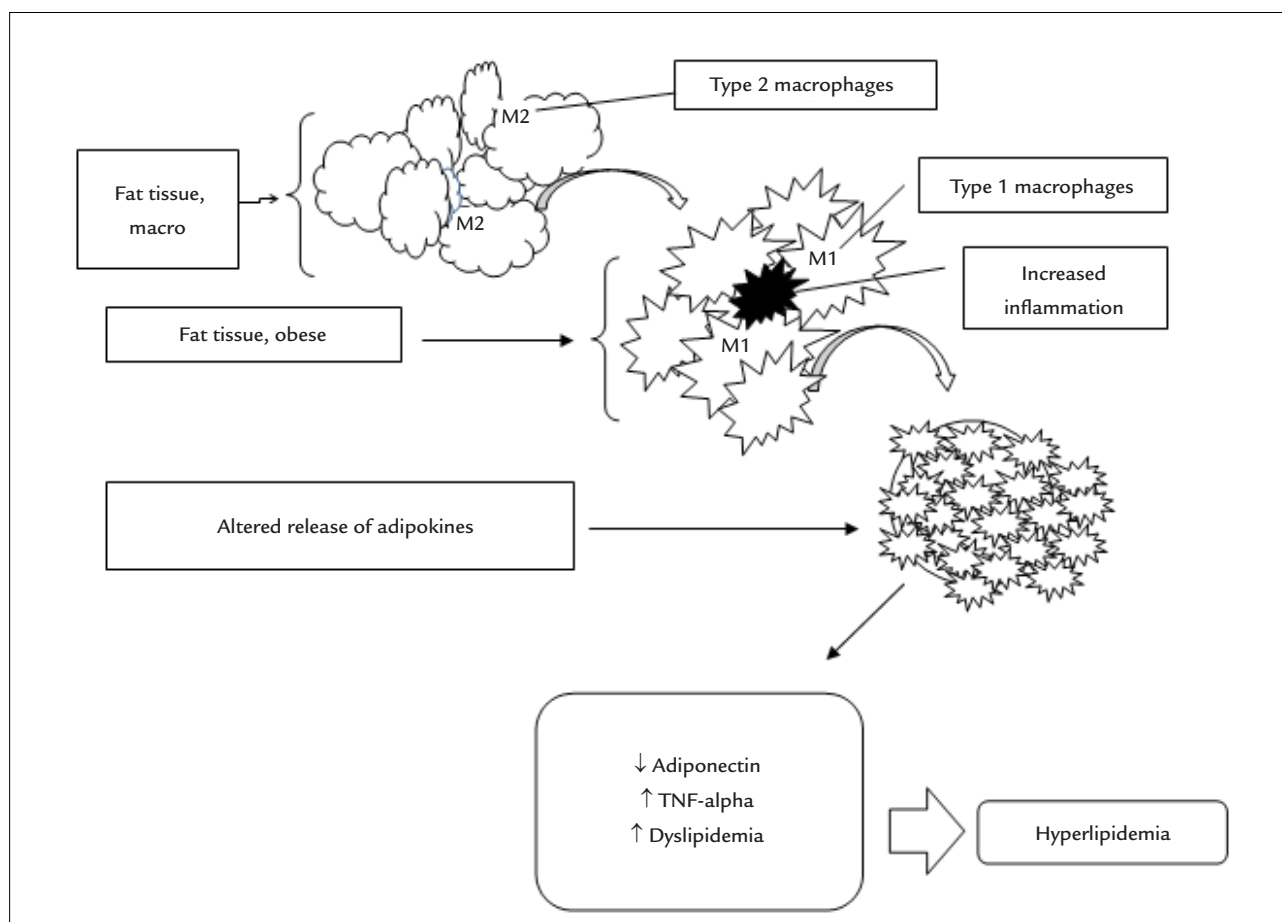 Type 2 macrophages
M2
Fat tissue,
macro
M2
Type 1 macrophages
M1
Increased
inflammation
Fat tissue, obese
M1
Altered release of adipokines
↓ Adiponectin
↑ TNF-alpha
↑ Dyslipidemia
Hyperlipidemia